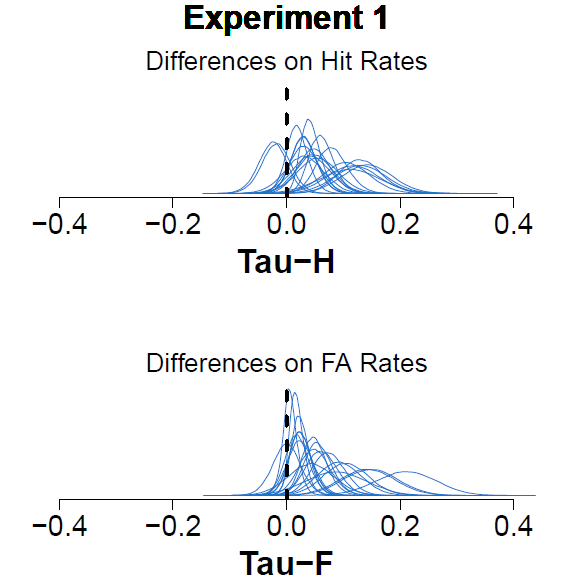 Experiment 1
Differences on Hit Rates
−0.4 −0.2 0.0 0.2 0.4
Tau−H
Differences on FA Rates
−0.4 −0.2 0.0 0.2 0.4
Tau−F